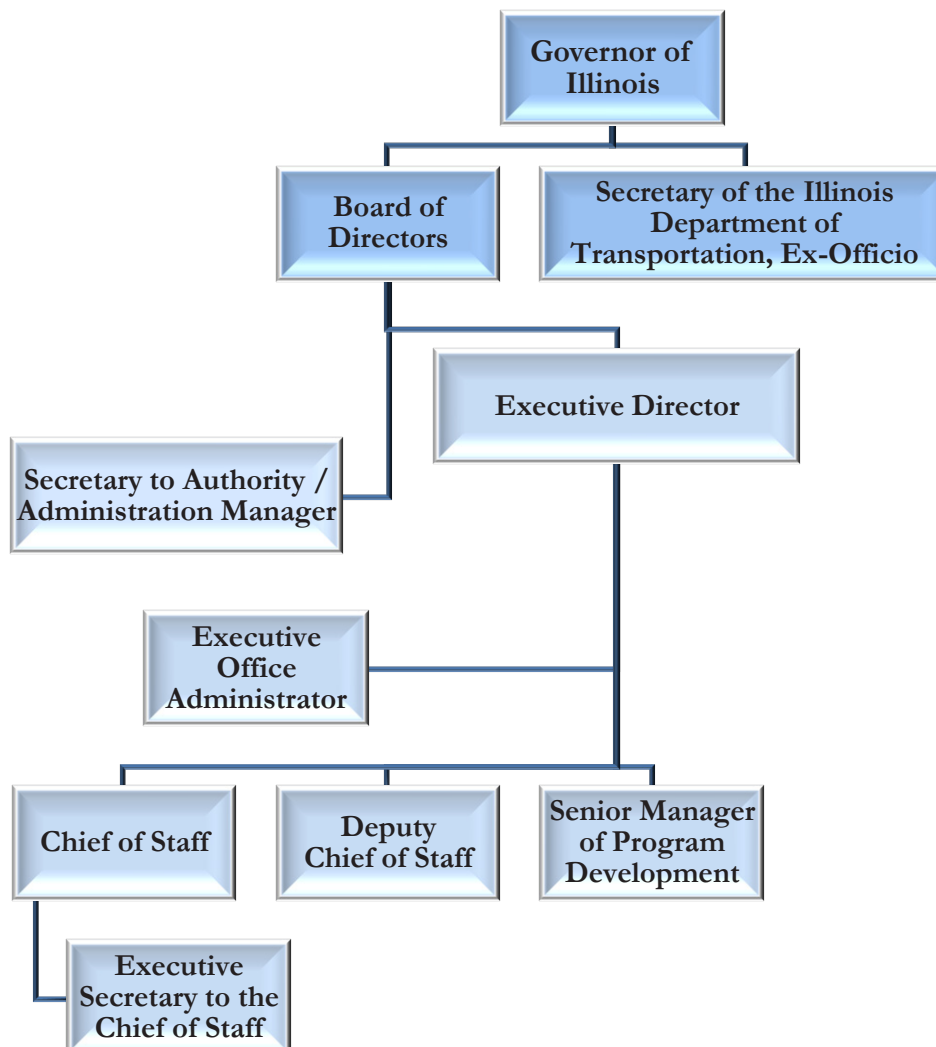 Governor of
Illinois
Board of
Directors
Secretary of the Illinois
Department of
Transportation, Ex-Officio
Executive Director
Secretary to Authority /
Administration Manager
Executive
Office
Administrator
Chief of Staff
Deputy
Chief of Staff
Senior Manager
of Program
Development
Executive
Secretary to the
Chief of Staff